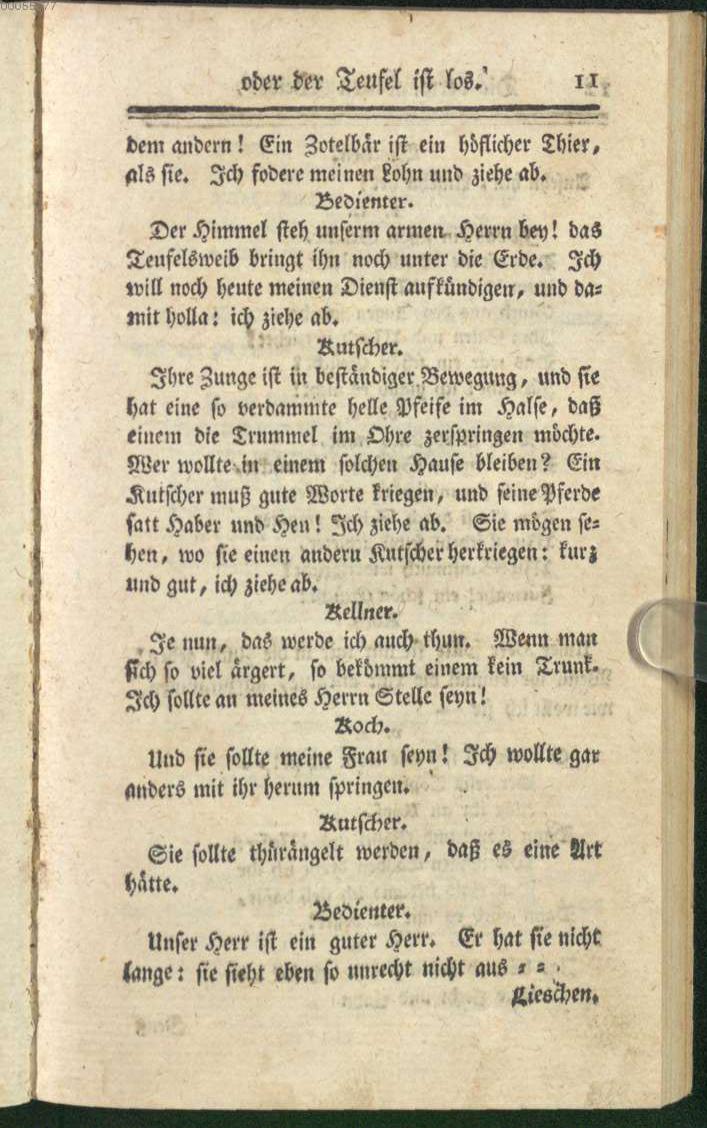 oder der Teufel ist los. 11
dem andern! Ein Zotelbär ist ein höflicher Thier,
als sie. Ich fodere meinen Lohn und ziehe ab.
Bedienter.
Der Himmel steh unserm armen Herrn bey! das
Teufelsweib bringt ihn noch unter die Erde. Ich
will noch heute meinen Dienst aufkündigen, und da⸗
mit holla: ich ziehe ab.
Kutscher.
Ihre Zunge ist in beständiger Bewegung, und sie
hat eine so verdammte helle Pfeife im Halse, daß
einem die Trummel im Ohre zerspringen möchte.
Wer wollte in einem solchen Hause bleiben? Ein
Kutscher muß gute Worte kriegen, und seine Pferde
satt Haber und Heu! Ich ziehe ab. Sie mögen se⸗
hen, wo sie einen andern Kutscher herkriegen: kurz
und gut, ich ziehe ab.
Kellner.
Je nun, das werde ich auch thun. Wenn man
sich so viel ärgert, so bekömmt einem kein Trunk.
Ich sollte an meines Herrn Stelle seyn!
Koch.
Und sie sollte meine Frau seyn! Ich wollte gar
anders mit ihr herum springen.
Kutscher.
Sie sollte thürängelt werden, daß es eine Art
hätte.
Bedienter.
Unser Herr ist ein guter Herr. Er hat sie nicht
lange: sie sieht eben so unrecht nicht aus ⸗ ⸗
Lieschen.